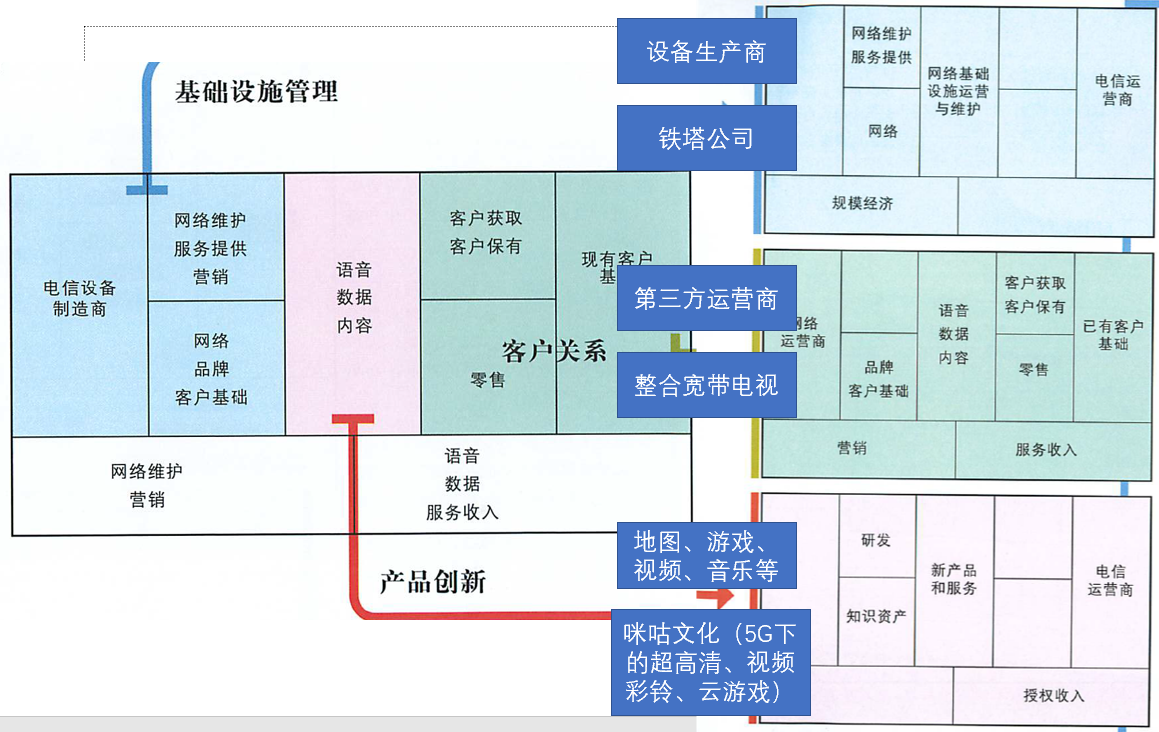 基础设施管理
电信设备
制造商
网络维护
服务提供
营销
网络
品牌
客户基础
语音
数据
内容
客户获取
客户保有
零售
现有客户
基
客户关系
网络维护
营销
语音
数据
服务收入
产品创新
设备生产商
铁塔公司
网络维护
服务提供
网络
网络基础
设施运营
与维护
电信运
营商
规模经济
第三方运营商
整合宽带电视
网络
运营商
品牌
客户基础
语音
数据
内容
客户获取
客户保有
零售
已有客户
基础
营销
服务收入
地图、游戏、
视频、音乐等
咪咕文化（5G下
的超高清、视频
彩铃、云游戏）
研发
知识资产
新产品
和服务
电信
运营商
授权收入